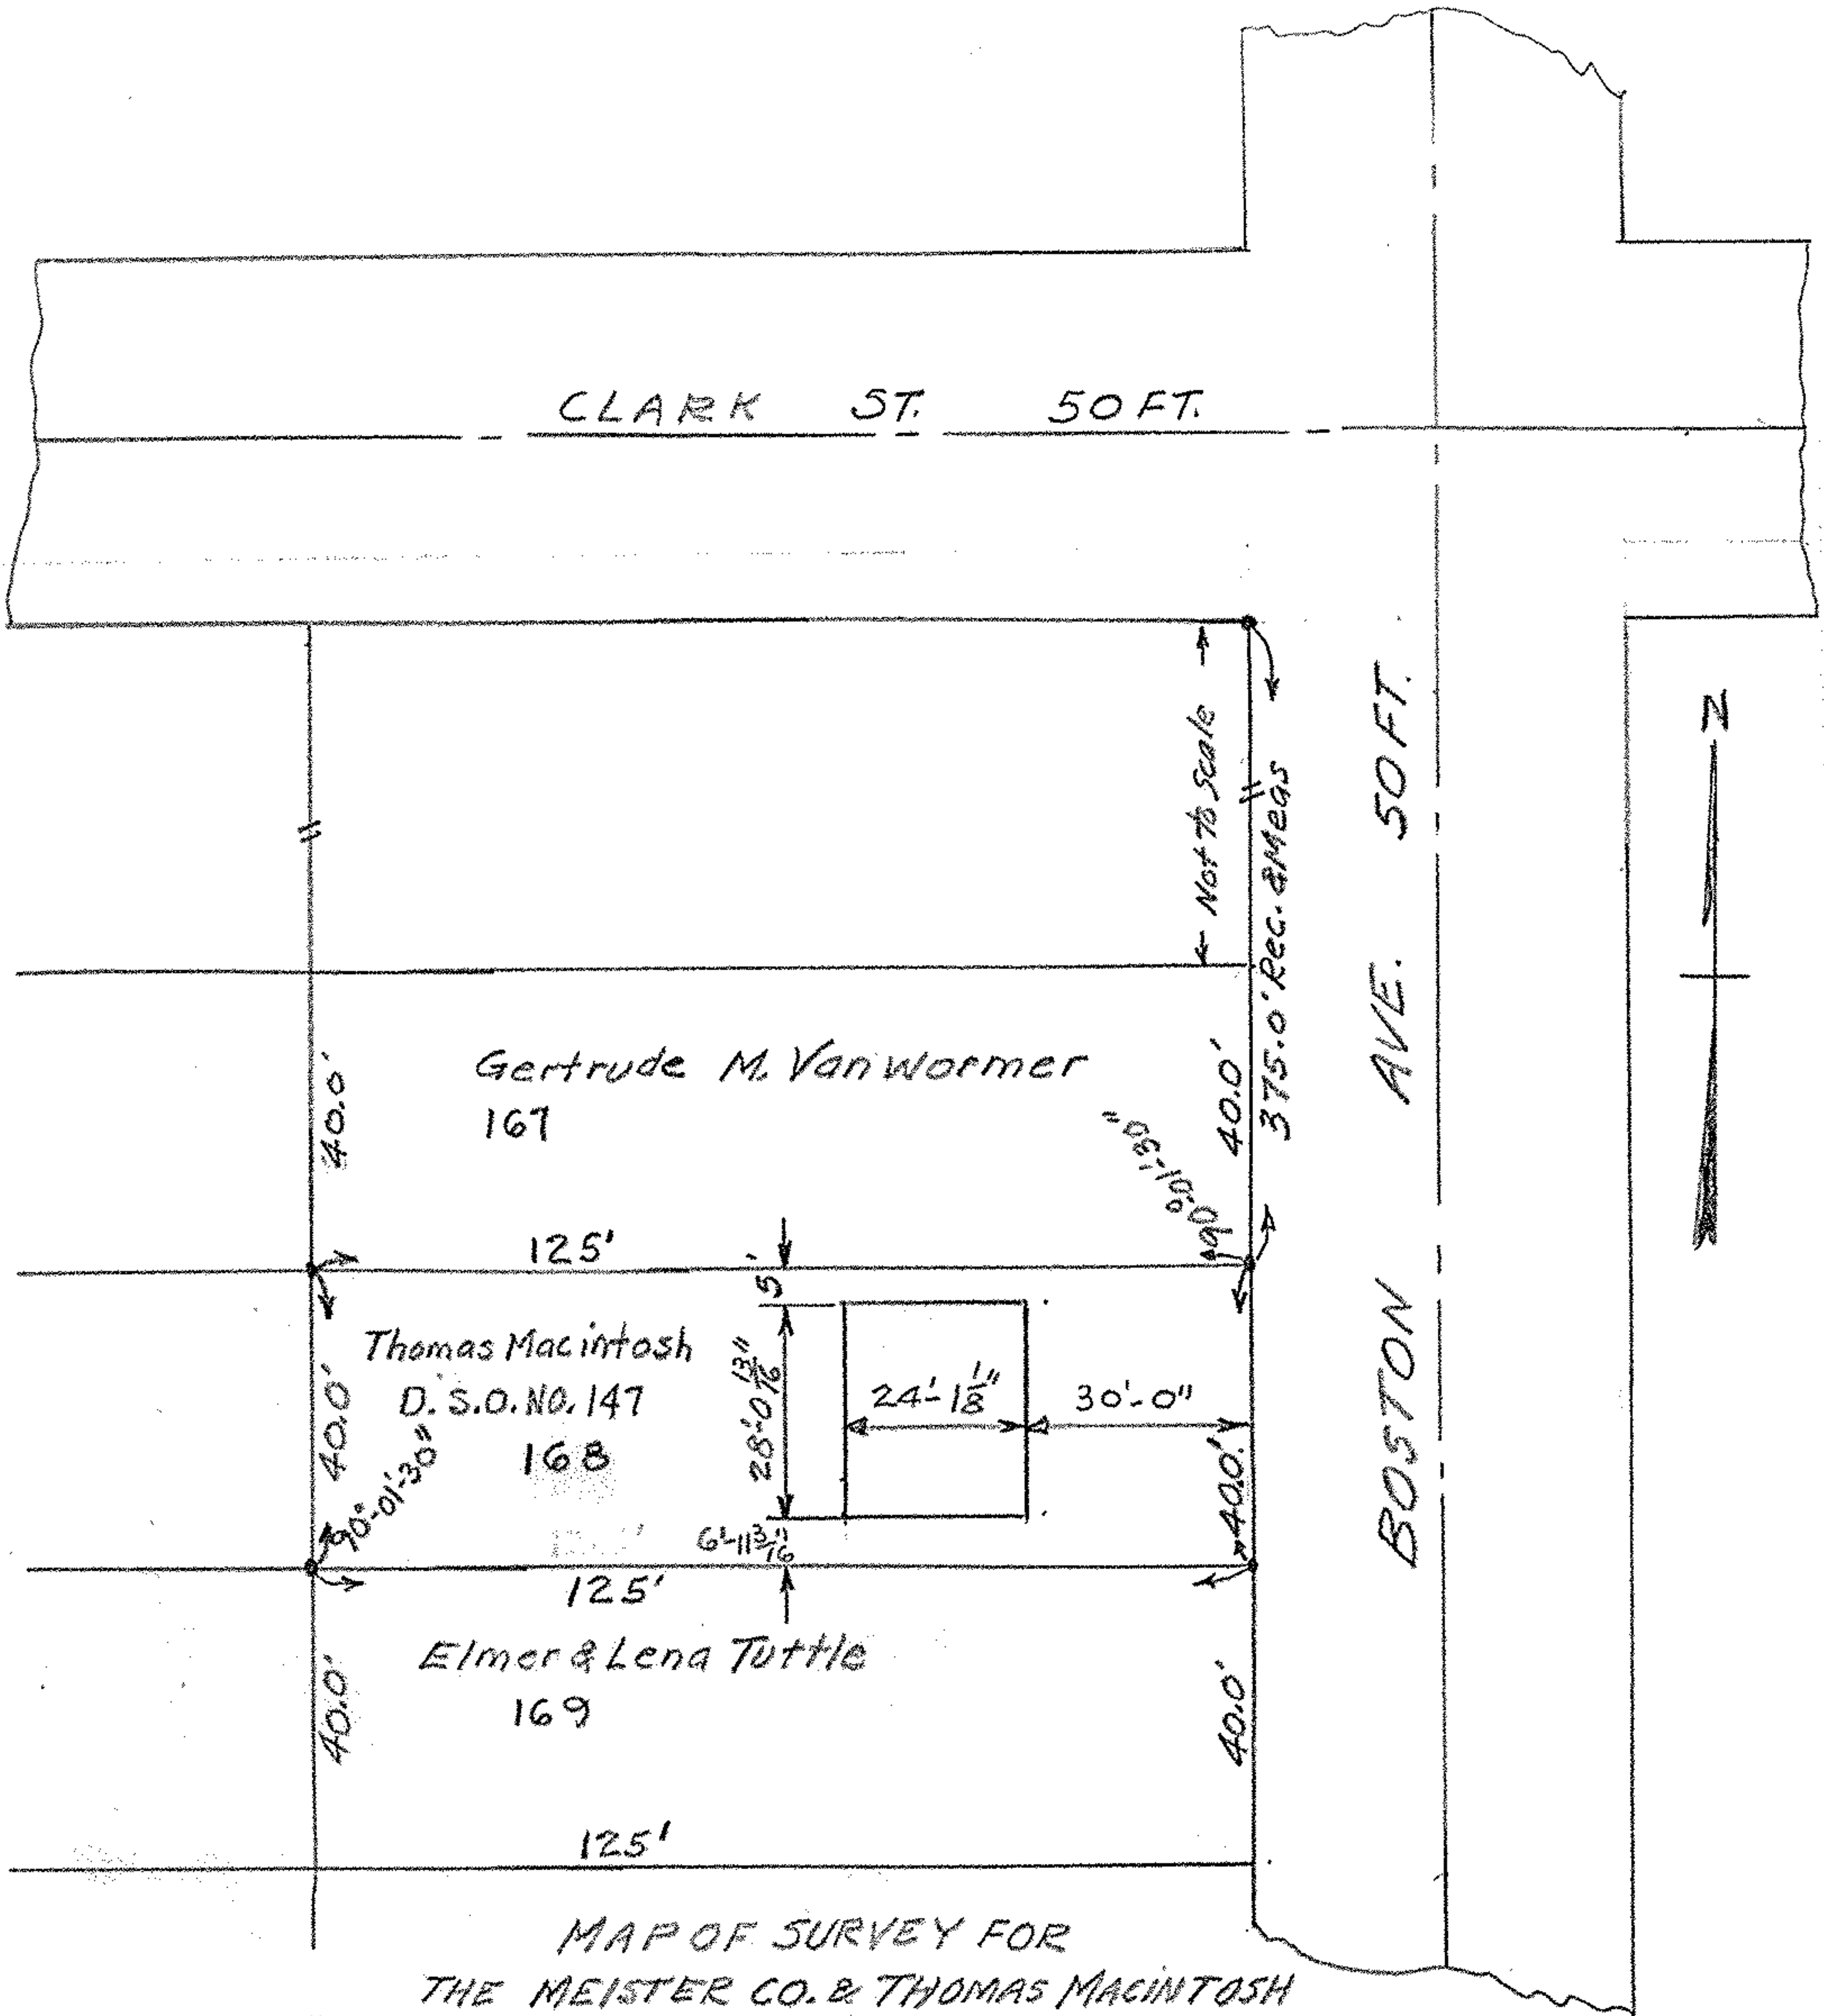 CLARK ST. 50 FT.
N
← Not to Scale →
375.0' Rec. & Meas
BOSTON AVE. 50 FT.
Gertrude M. Vanwormer
167
40.0'
40.0'
90°-01'-30"
125'
5'
Thomas Macintosh
D.S.O. NO. 147
168
40.0'
90°-01'-30"
28'-0 13/16"
24'-1 1/8"
30'-0"
40.0'
6'-11 3/16"
125'
Elmer & Lena Tuttle
169
40.0'
40.0'
125'
MAP OF SURVEY FOR
THE MEISTER CO. & THOMAS MACINTOSH